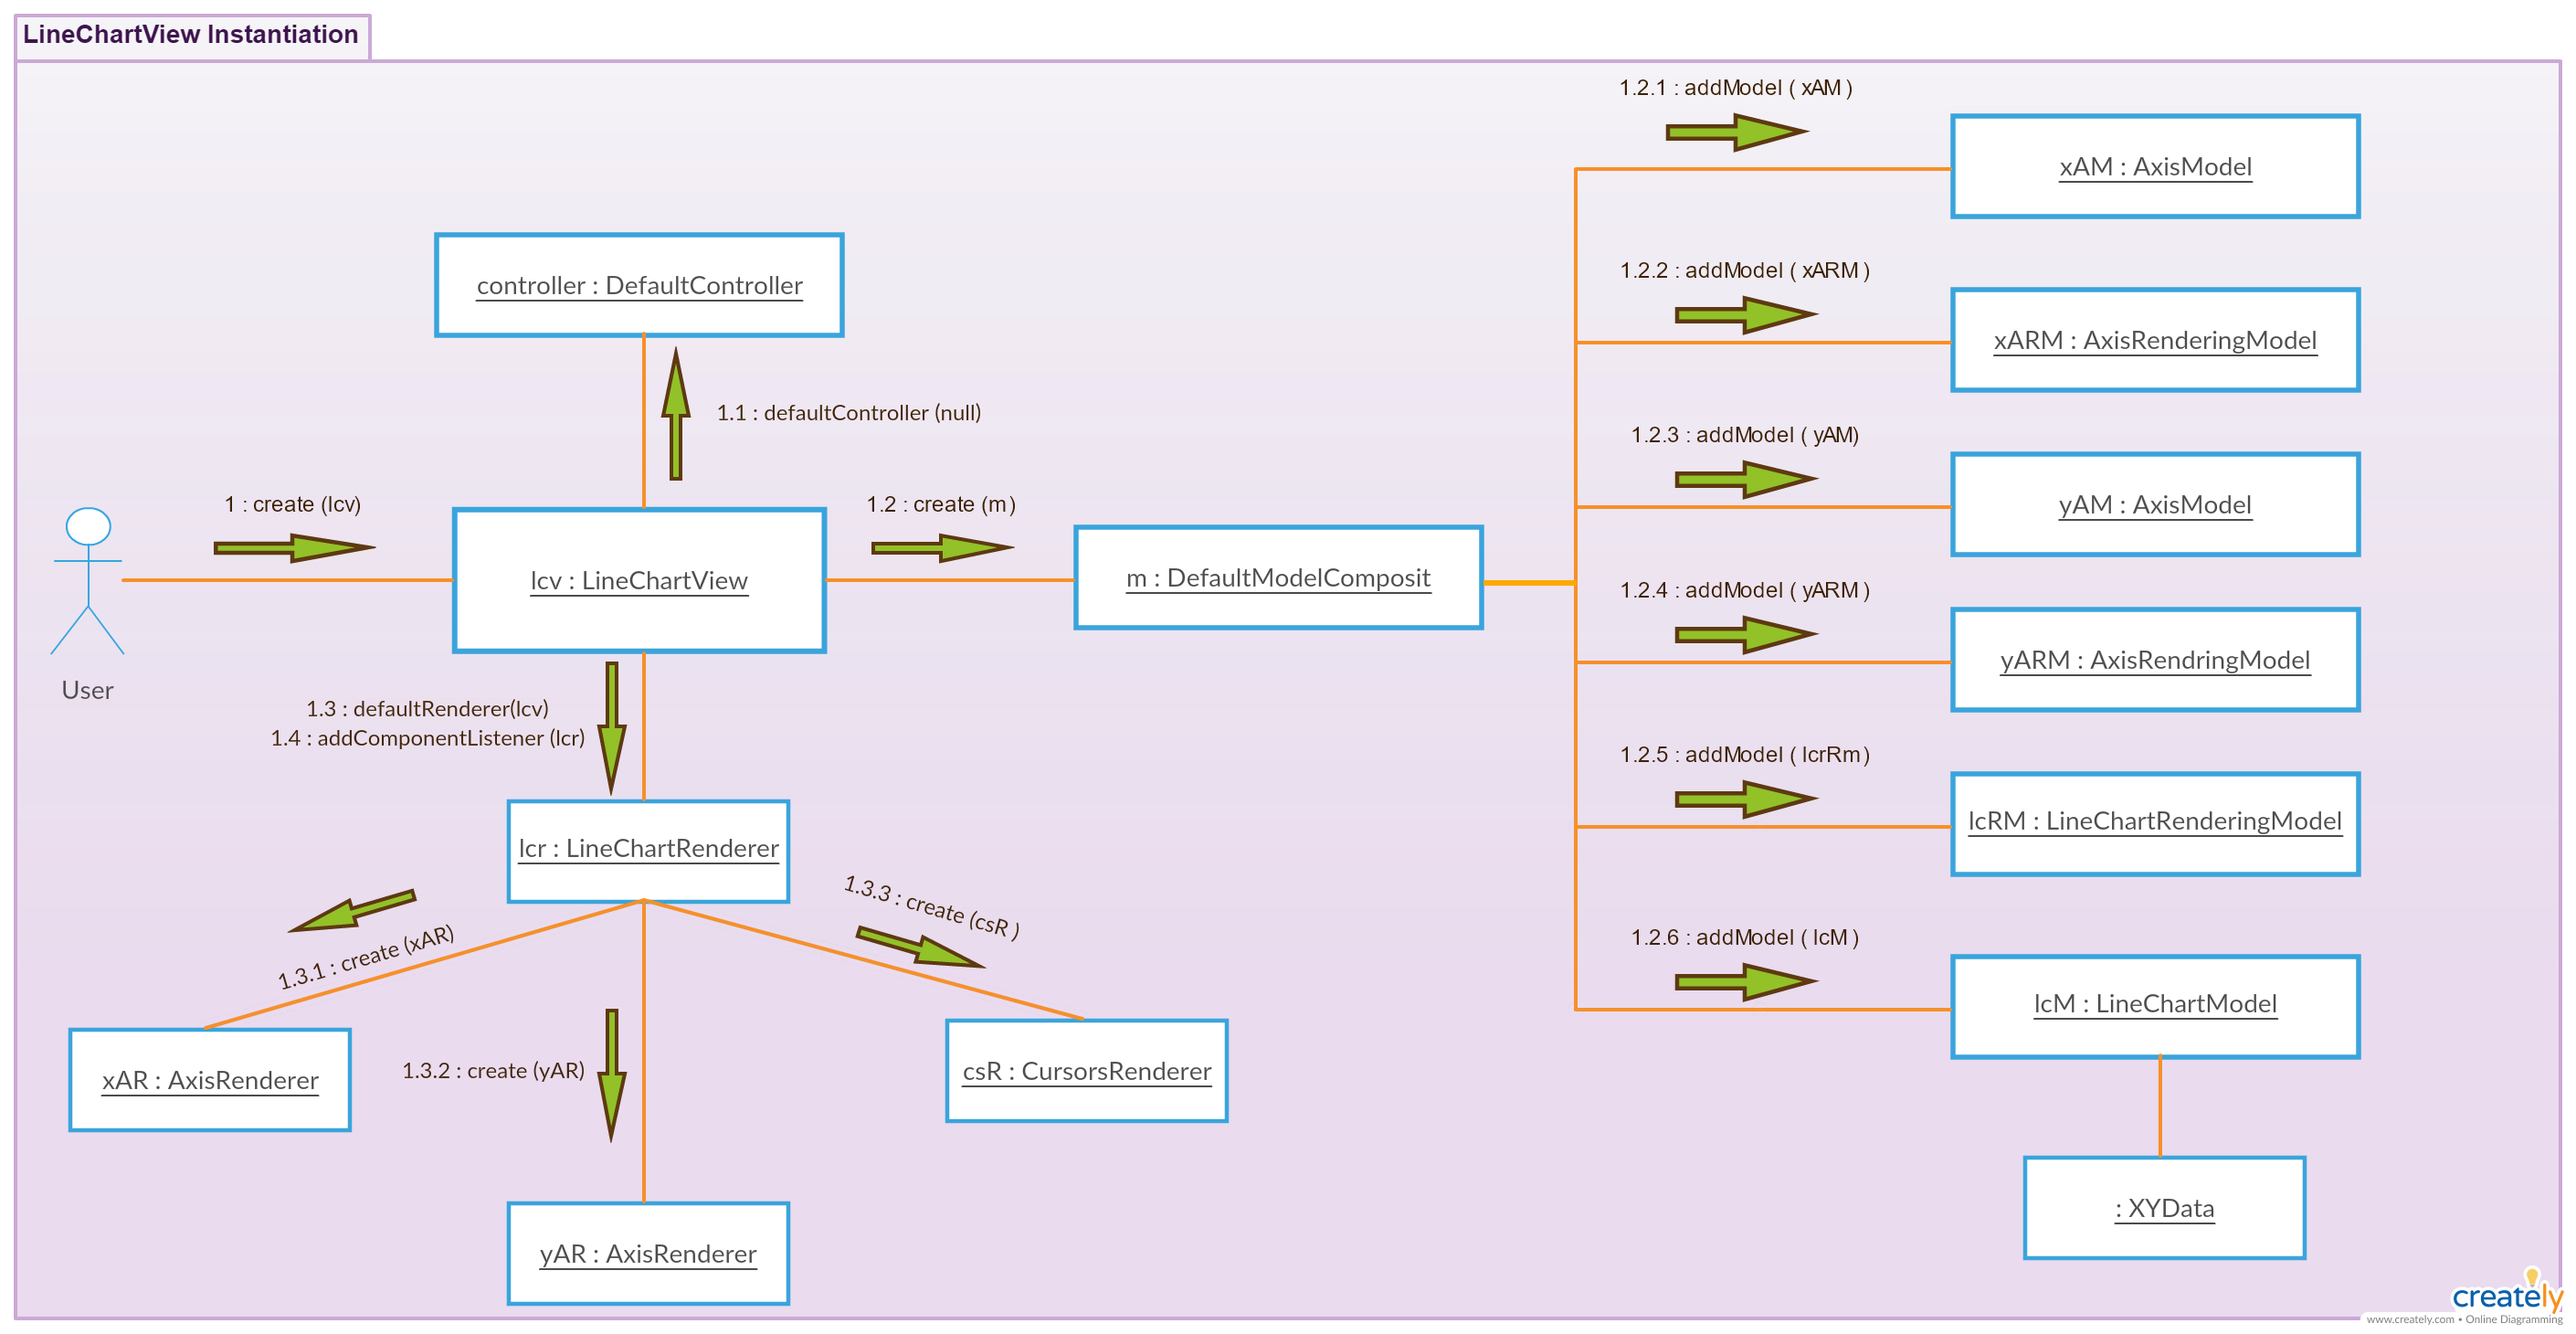 LineChartView Instantiation
1.2.1 : addModel ( xAM )
xAM : AxisModel
controller : DefaultController
1.2.2 : addModel ( xARM )
xARM : AxisRenderingModel
1.1 : defaultController (null)
1.2.3 : addModel ( yAM)
yAM : AxisModel
1 : create (lcv)
1.2 : create (m)
lcv : LineChartView
m : DefaultModelComposit
User
1.2.4 : addModel ( yARM )
yARM : AxisRendringModel
1.3 : defaultRenderer(lcv)
1.4 : addComponentListener (lcr)
1.2.5 : addModel ( lcrRm)
lcRM : LineChartRenderingModel
lcr : LineChartRenderer
1.3.3 : create (csR )
1.3.1 : create (xAR)
1.2.6 : addModel ( lcM )
lcM : LineChartModel
1.3.2 : create (yAR)
xAR : AxisRenderer
csR : CursorsRenderer
: XYData
yAR : AxisRenderer
creately
www.creately.com • Online Diagramming